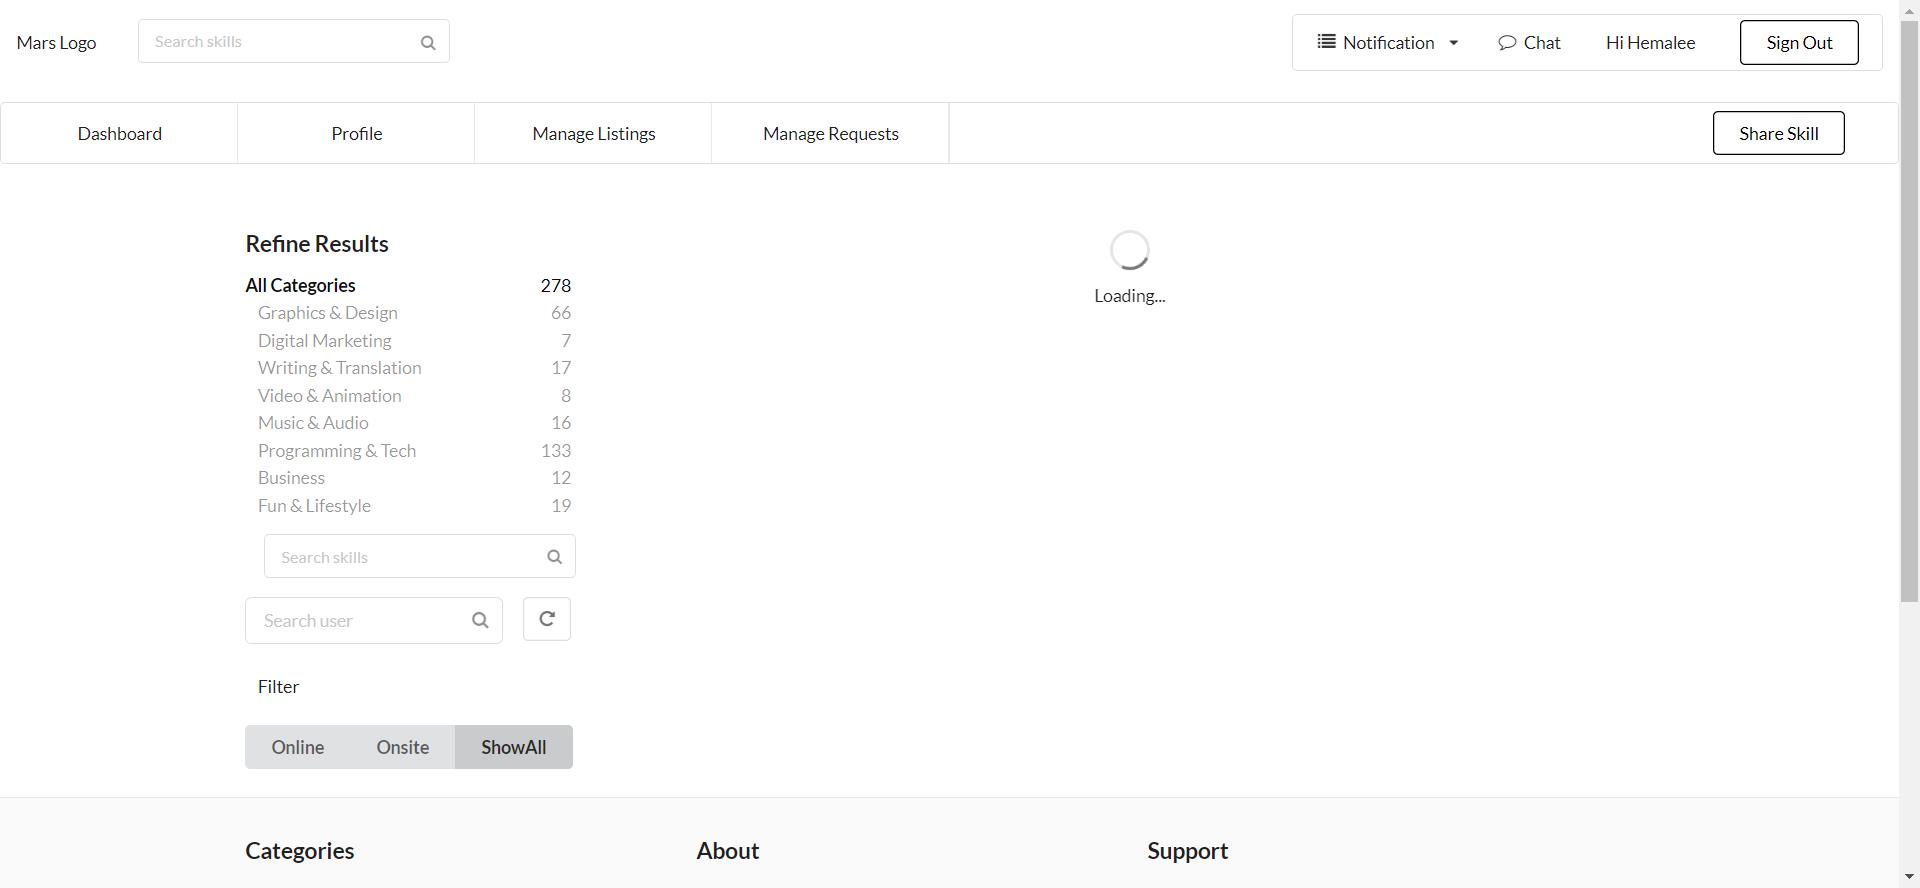 Mars Logo
Search skills
Notification
Chat
Hi Hemalee
Sign Out
Dashboard
Profile
Manage Listings
Manage Requests
Share Skill
Refine Results
All Categories 278
Graphics & Design 66
Digital Marketing 7
Writing & Translation 17
Video & Animation 8
Music & Audio 16
Programming & Tech 133
Business 12
Fun & Lifestyle 19
Search skills
Search user
Filter
Online
Onsite
ShowAll
Loading...
Categories
About
Support